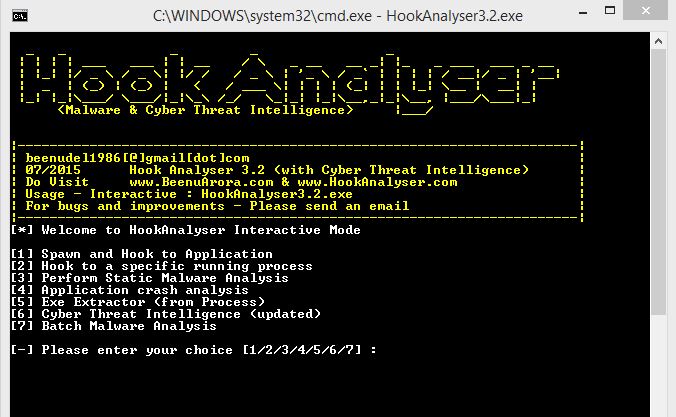 C:\WINDOWS\system32\cmd.exe - HookAnalyser3.2.exe
Hook Analyser
<Malware & Cyber Threat Intelligence>
beenudel1986[@]gmail[dot]com
07/2015 Hook Analyser 3.2 (with Cyber Threat Intelligence)
Do Visit www.BeenuArora.com & www.HookAnalyser.com
Usage - Interactive : HookAnalyser3.2.exe
For bugs and improvements - Please send an email
[*] Welcome to HookAnalyser Interactive Mode
[1] Spawn and Hook to Application
[2] Hook to a specific running process
[3] Perform Static Malware Analysis
[4] Application crash analysis
[5] Exe Extractor (from Process)
[6] Cyber Threat Intelligence (updated)
[7] Batch Malware Analysis
[-] Please enter your choice [1/2/3/4/5/6/7] :